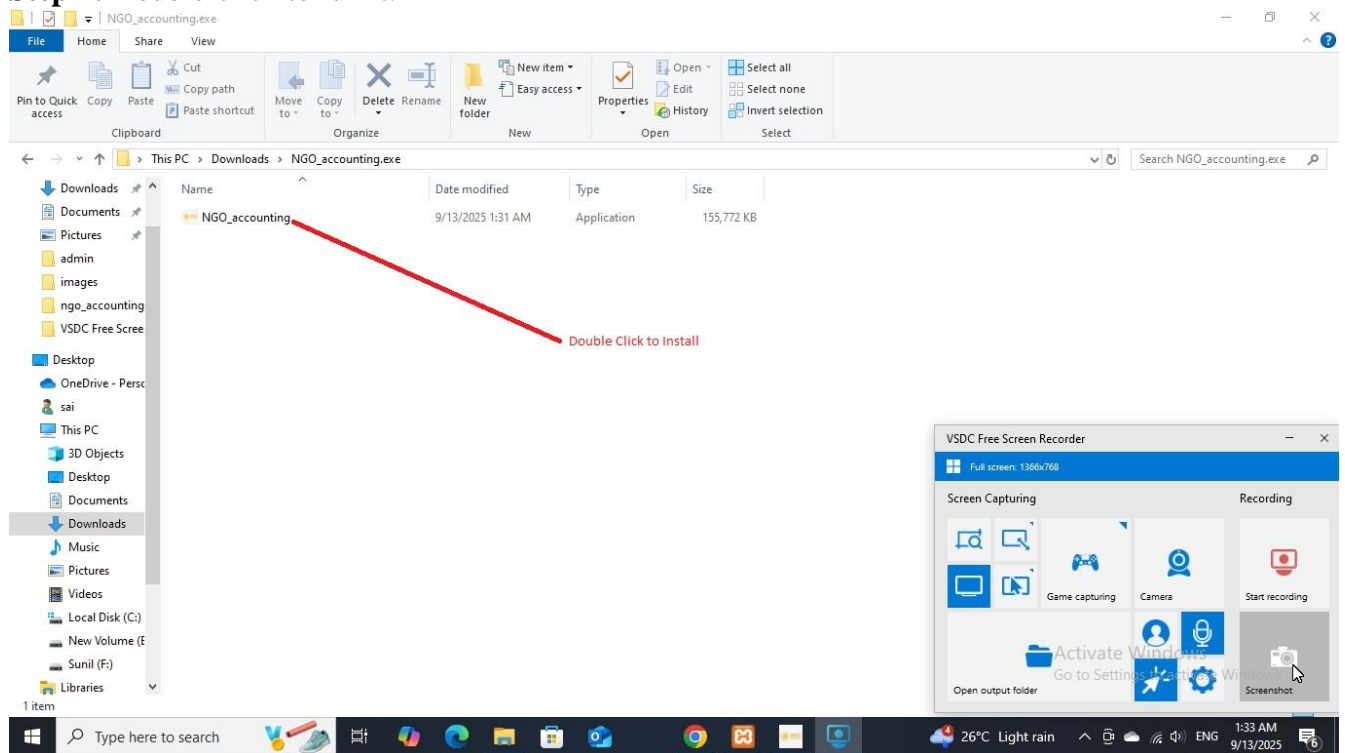 NGO_accounting.exe
File Home Share View
Pin to Quick access
Copy
Paste
Cut
Copy path
Paste shortcut
Move to
Copy to
Delete
Rename
New folder
New item
Easy access
Properties
Open
Edit
History
Select all
Select none
Invert selection
Clipboard Organize New Open Select
This PC > Downloads > NGO_accounting.exe
Search NGO_accounting.exe
Name Date modified Type Size
NGO_accounting 9/13/2025 1:31 AM Application 155,772 KB
Double Click to Install
Downloads
Documents
Pictures
admin
images
ngo_accounting
VSDC Free Scree
Desktop
OneDrive - Persc
sai
This PC
3D Objects
Desktop
Documents
Downloads
Music
Pictures
Videos
Local Disk (C:)
New Volume (E
Sunil (F:)
Libraries
1 item
VSDC Free Screen Recorder
Full screen: 1366x768
Screen Capturing Recording
Game capturing
Camera
Start recording
Open output folder
Screenshot
Activate Windows
Go to Settings to activate Windows.
Type here to search
26°C Light rain
ENG
1:33 AM
9/13/2025
6